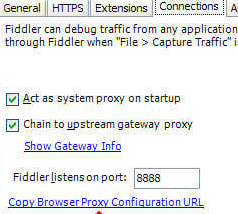 General HTTPS Extensions Connections A
Fiddler can debug traffic from any application
through Fiddler when "File > Capture Traffic" is
Act as system proxy on startup
Chain to upstream gateway proxy
Show Gateway Info
Fiddler listens on port: 8888
Copy Browser Proxy Configuration URL